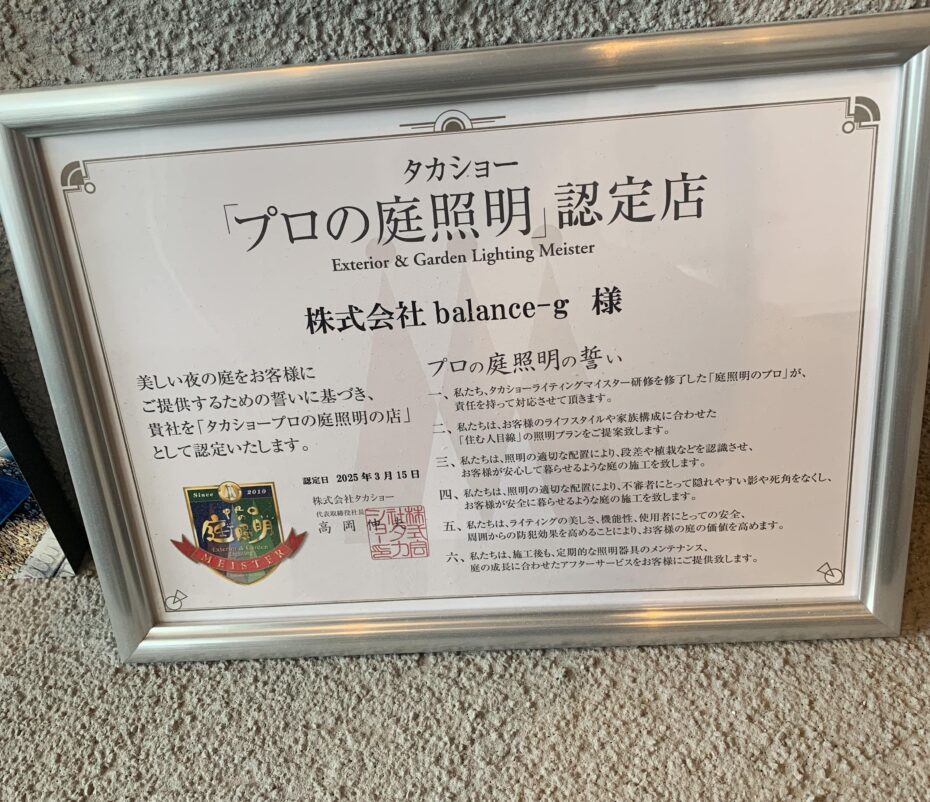 タカショー
「プロの庭照明」認定店
Exterior & Garden Lighting Meister
株式会社 balance-g 様
美しい夜の庭をお客様に
ご提供するための誓いに基づき、
貴社を「タカショープロの庭照明の店」
として認定いたします。
認定日 2025年3月15日
株式会社タカショー
代表取締役社長
高岡伸夫
株式会社タカショー
Since 2010
プロの
庭照明
Exterior & Garden
Lighting
MEISTER
プロの庭照明の誓い
一、私たち、タカショーライティングマイスター研修を修了した「庭照明のプロ」が、
責任を持って対応させて頂きます。
二、私たちは、お客様のライフスタイルや家族構成に合わせた
「住む人目線」の照明プランをご提案致します。
三、私たちは、照明の適切な配置により、段差や植栽などを認識させ、
お客様が安心して暮らせるような庭の施工を致します。
四、私たちは、照明の適切な配置により、不審者にとって隠れやすい影や死角をなくし、
お客様が安全に暮らせるような庭の施工を致します。
五、私たちは、ライティングの美しさ、機能性、使用者にとっての安全、
周囲からの防犯効果を高めることにより、お客様の庭の価値を高めます。
六、私たちは、施工後も、定期的な照明器具のメンテナンス、
庭の成長に合わせたアフターサービスをお客様にご提供致します。